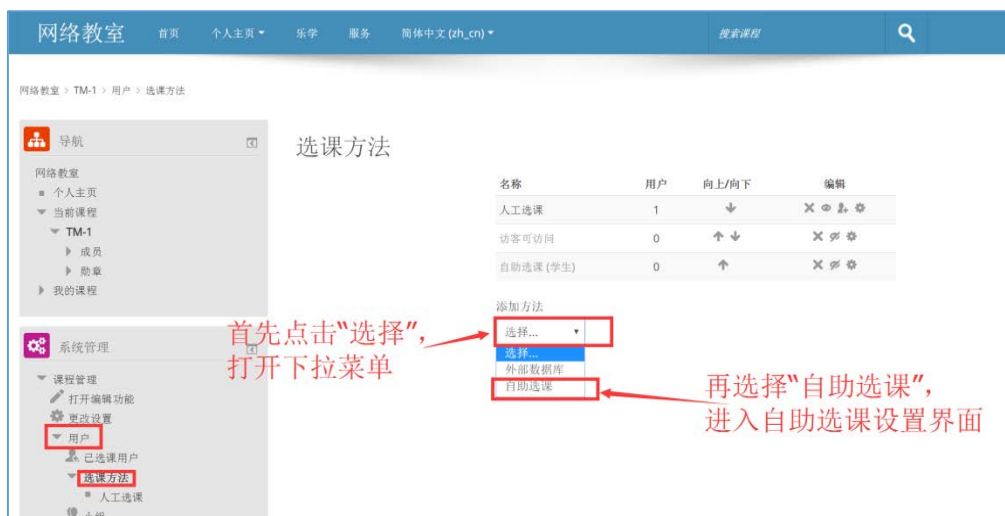 网络教室 首页 个人主页 乐学 服务 简体中文 (zh_cn) 搜索课程
网络教室 > TM-1 > 用户 > 选课方法
导航
网络教室
个人主页
当前课程
TM-1
成员
勋章
我的课程
系统管理
课程管理
打开编辑功能
更改设置
用户
已选课用户
选课方法
人工选课
小组
选课方法
名称 用户 向上/向下 编辑
人工选课 1
访客可访问 0
自助选课 (学生) 0
添加方法
选择...
选择...
外部数据库
自助选课
首先点击“选择”，
打开下拉菜单
再选择“自助选课”，
进入自助选课设置界面